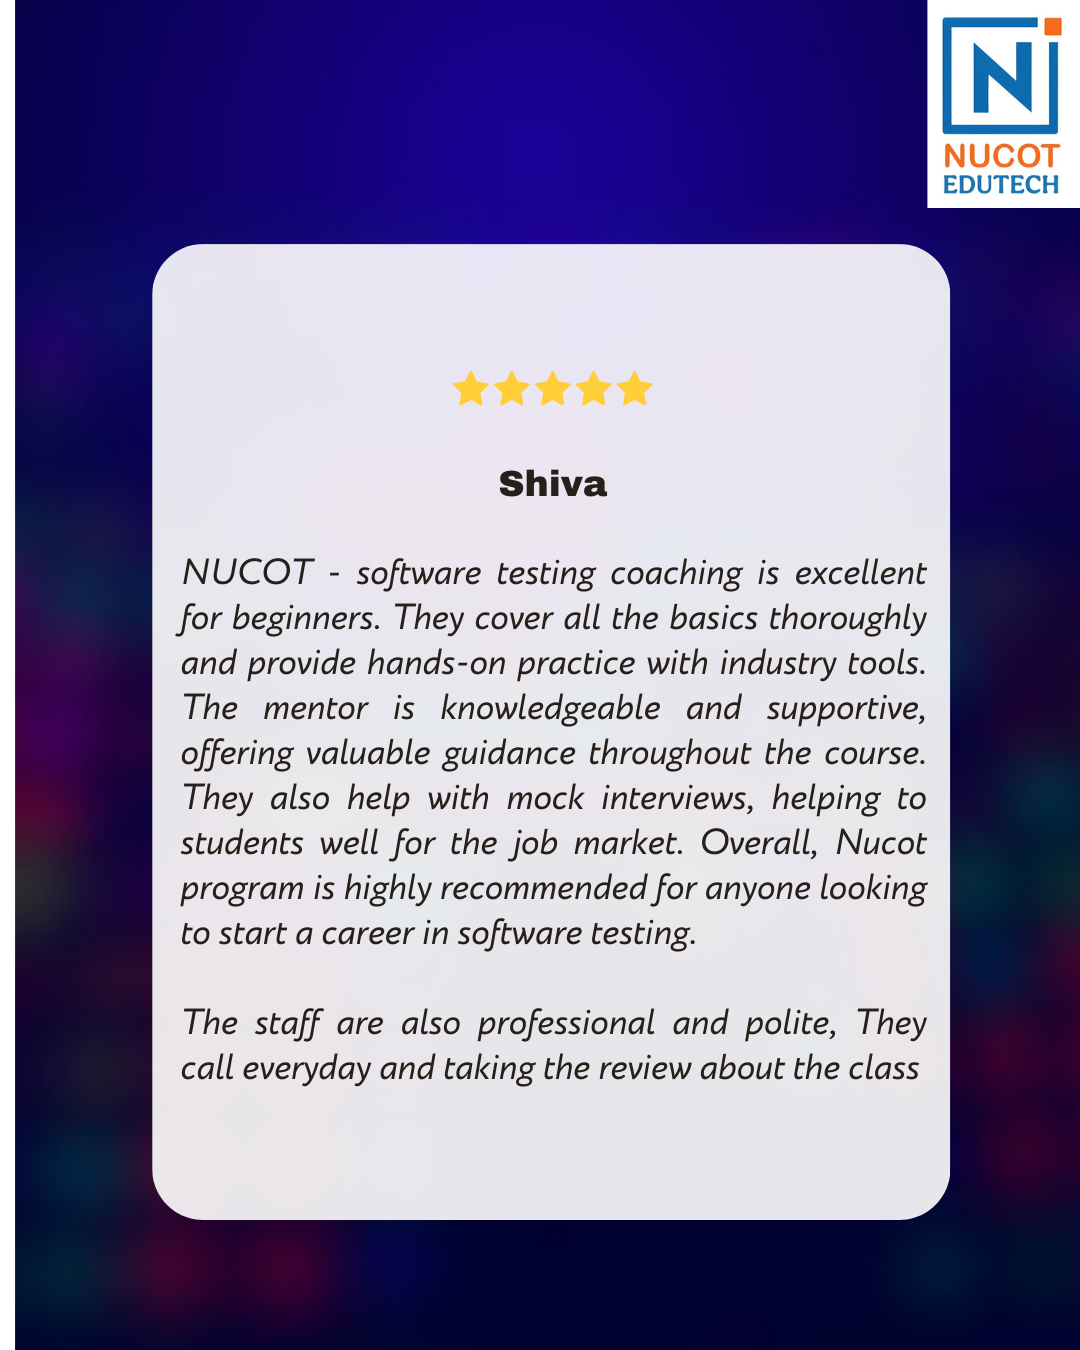 NUCOT
EDUTECH
Shiva
NUCOT - software testing coaching is excellent
for beginners. They cover all the basics thoroughly
and provide hands-on practice with industry tools.
The mentor is knowledgeable and supportive,
offering valuable guidance throughout the course.
They also help with mock interviews, helping to
students well for the job market. Overall, Nucot
program is highly recommended for anyone looking
to start a career in software testing.
The staff are also professional and polite, They
call everyday and taking the review about the class